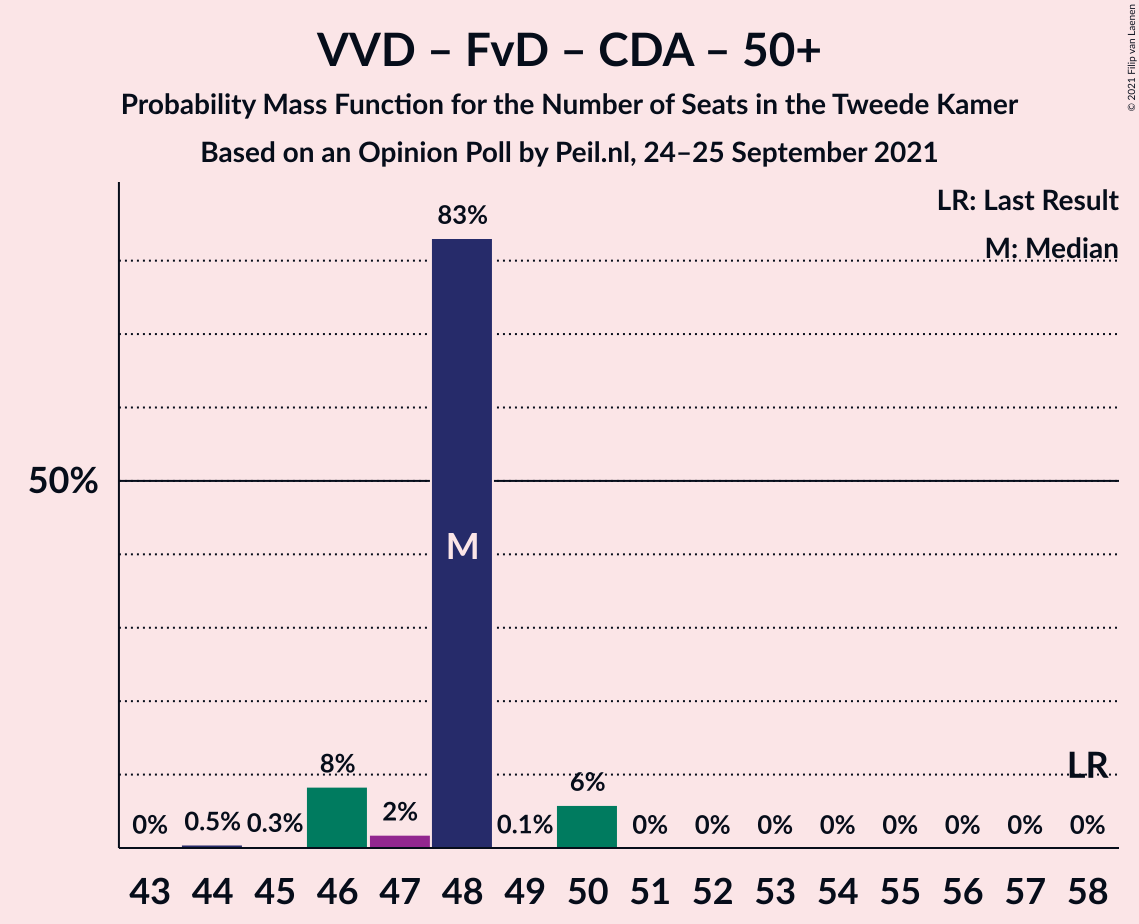 VVD – FvD – CDA – 50+
Probability Mass Function for the Number of Seats in the Tweede Kamer
Based on an Opinion Poll by Peil.nl, 24–25 September 2021
© 2021 Filip van Laenen
LR: Last Result
M: Median
83%
50%
M
8%
6%
LR
0% 0.5% 0.3% 2% 0.1% 0% 0% 0% 0% 0% 0% 0% 0%
43 44 45 46 47 48 49 50 51 52 53 54 55 56 57 58